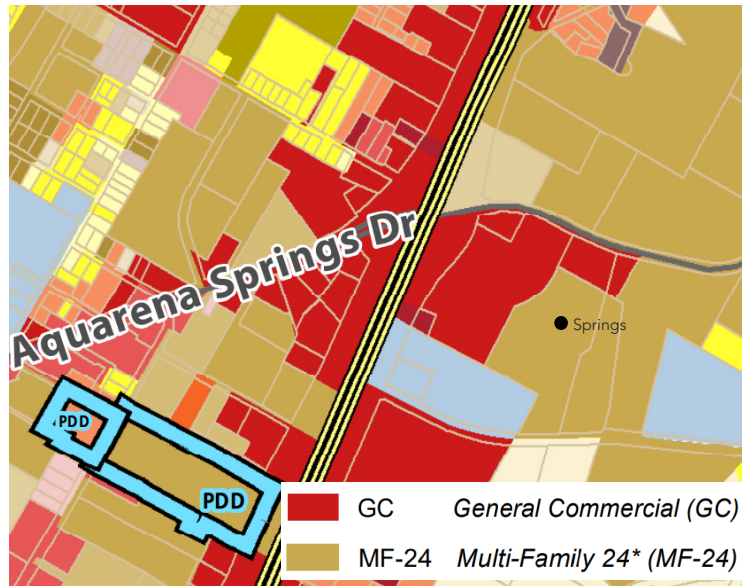 Aquarena Springs Dr
Springs
PDD
PDD
GC General Commercial (GC)
MF-24 Multi-Family 24* (MF-24)